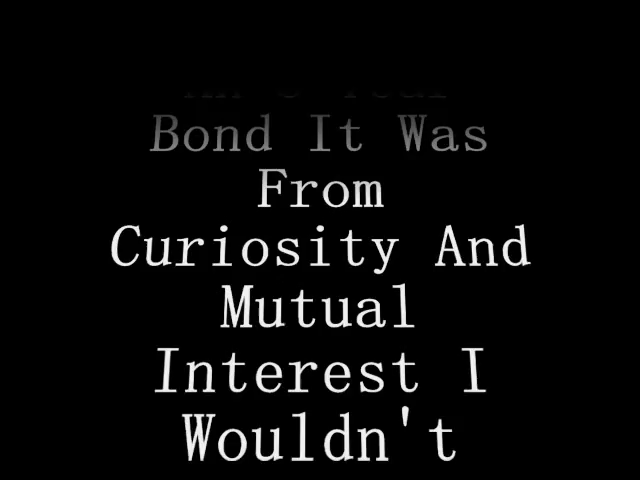 Bond It Was
From
Curiosity And
Mutual
Interest I
Wouldn't